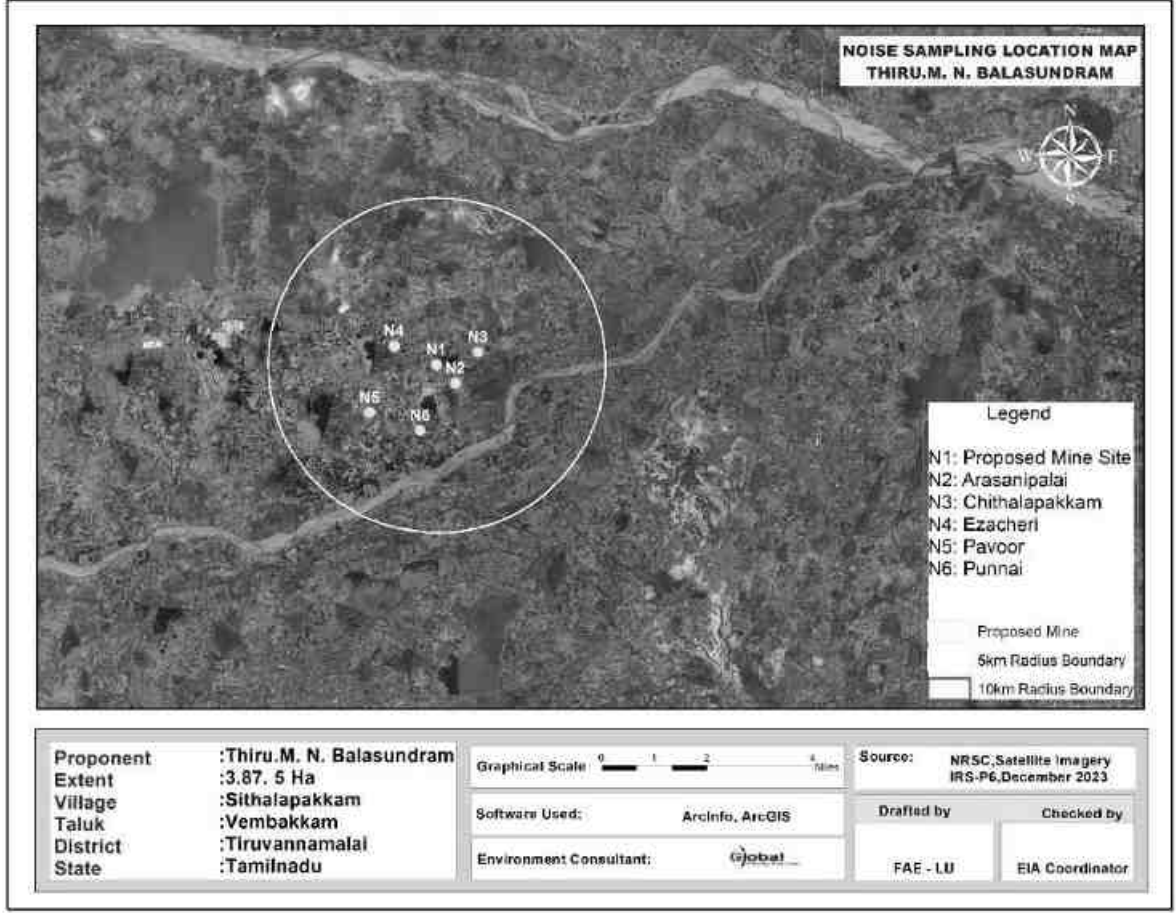 NOISE SAMPLING LOCATION MAP
THIRU.M. N. BALASUNDRAM
N
W E
S
N4
N3
N1
N2
N5
N6
Legend
N1: Proposed Mine Site
N2: Arasanipalai
N3: Chithalapakkam
N4: Ezacheri
N5: Pavoor
N6: Punnai
Proposed Mine
5km Radius Boundary
10km Radius Boundary
Proponent :Thiru.M. N. Balasundram
Extent :3.87. 5 Ha
Village :Sithalapakkam
Taluk :Vembakkam
District :Tiruvannamalai
State :Tamilnadu
Graphical Scale 0 1 2 4 Miles
Software Used: ArcInfo, ArcGIS
Environment Consultant: Global
Source: NRSC,Satellite Imagery
IRS-P6,December 2023
Drafted by Checked by
FAE - LU EIA Coordinator